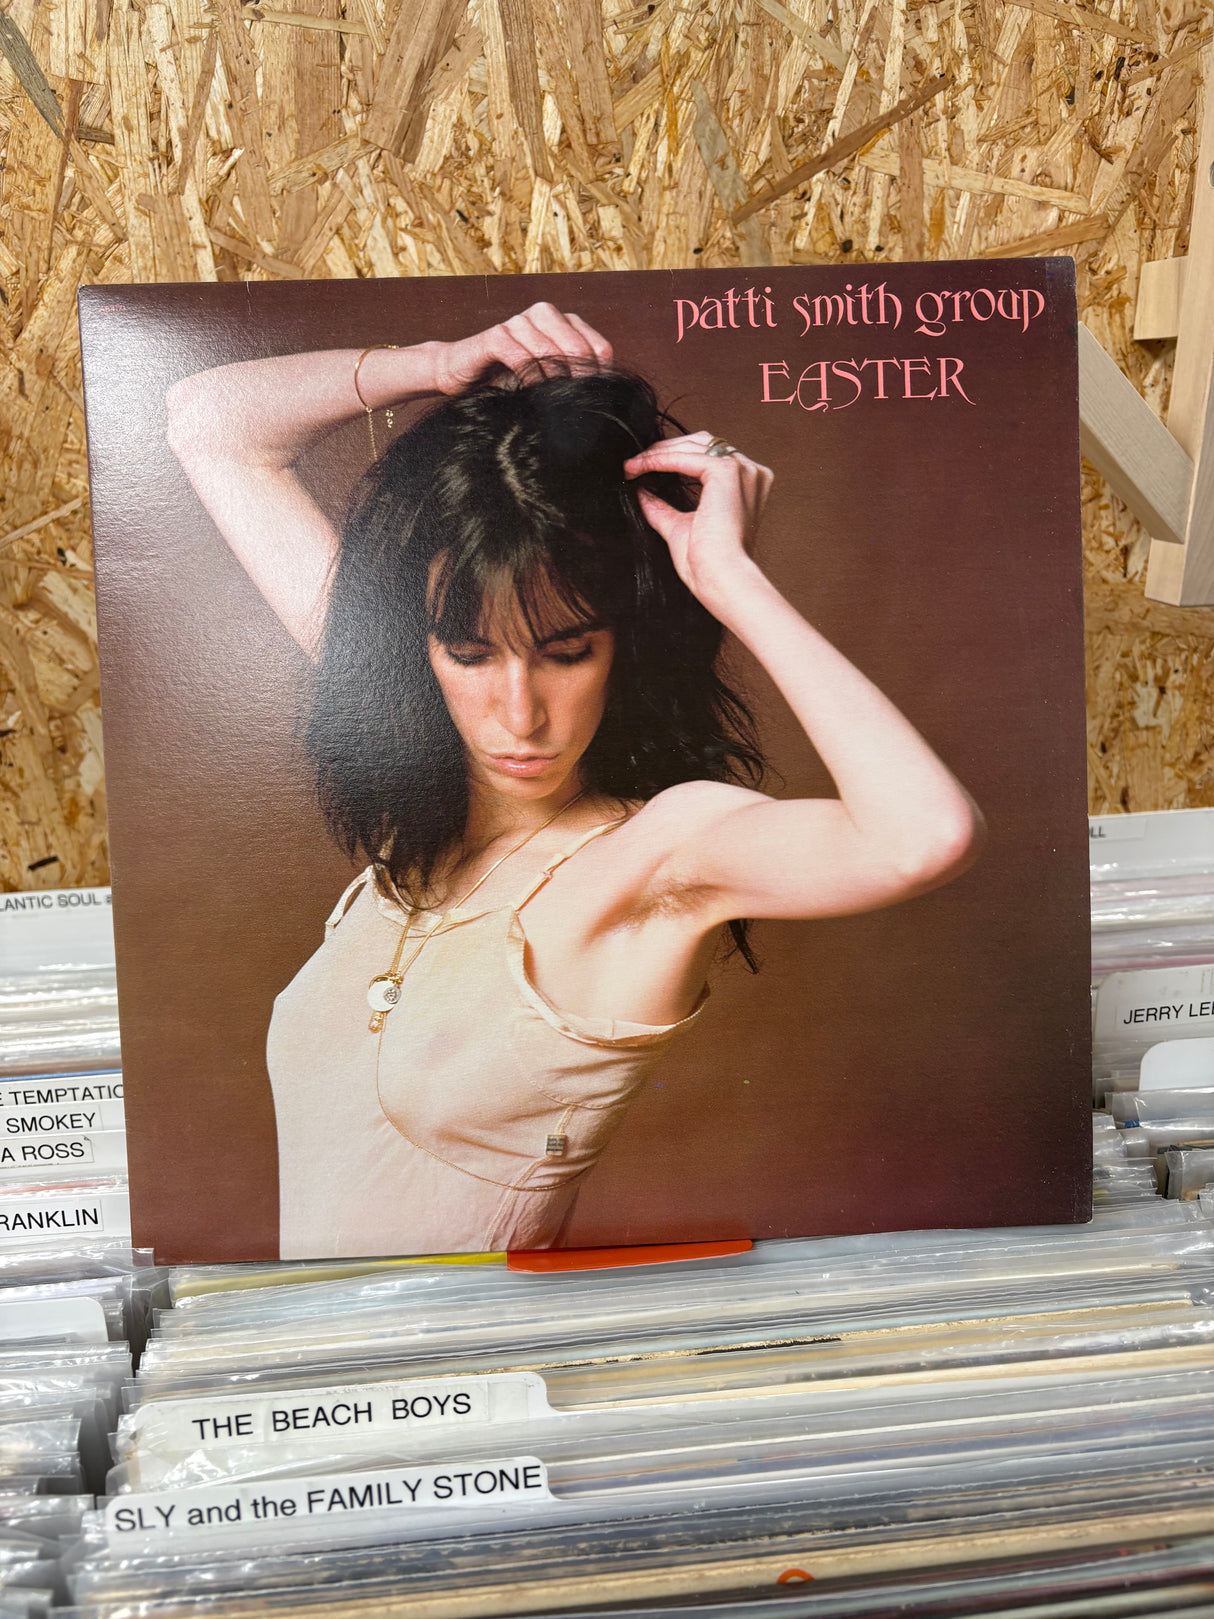 patti smith group
EASTER
LL
LANTIC SOUL
JERRY LE
E TEMPTATIO
SMOKEY
A ROSS
RANKLIN
THE BEACH BOYS
SLY and the FAMILY STONE